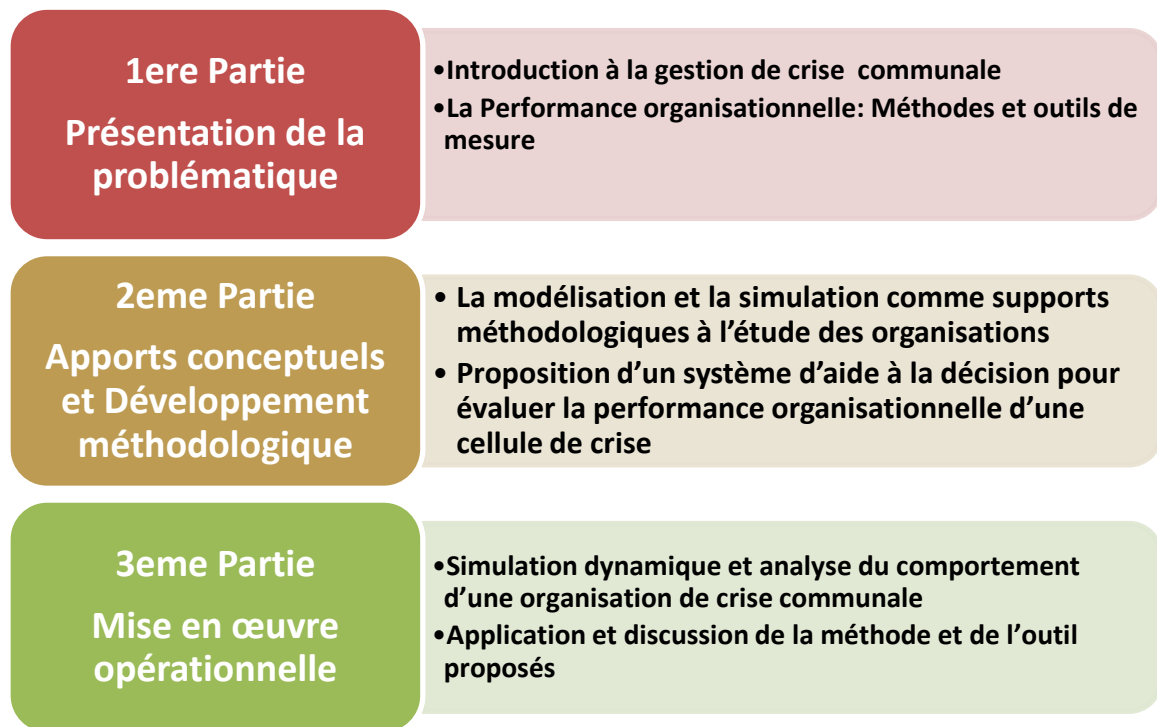 1ere Partie
Présentation de la
problématique
•Introduction à la gestion de crise  communale
•La Performance organisationnelle: Méthodes et outils de
mesure
2eme Partie
Apports conceptuels
et Développement
méthodologique
• La modélisation et la simulation comme supports
méthodologiques à l’étude des organisations
• Proposition d’un système d’aide à la décision pour
évaluer la performance organisationnelle d’une
cellule de crise
3eme Partie
Mise en œuvre
opérationnelle
•Simulation dynamique et analyse du comportement
d’une organisation de crise communale
•Application et discussion de la méthode et de l’outil
proposés